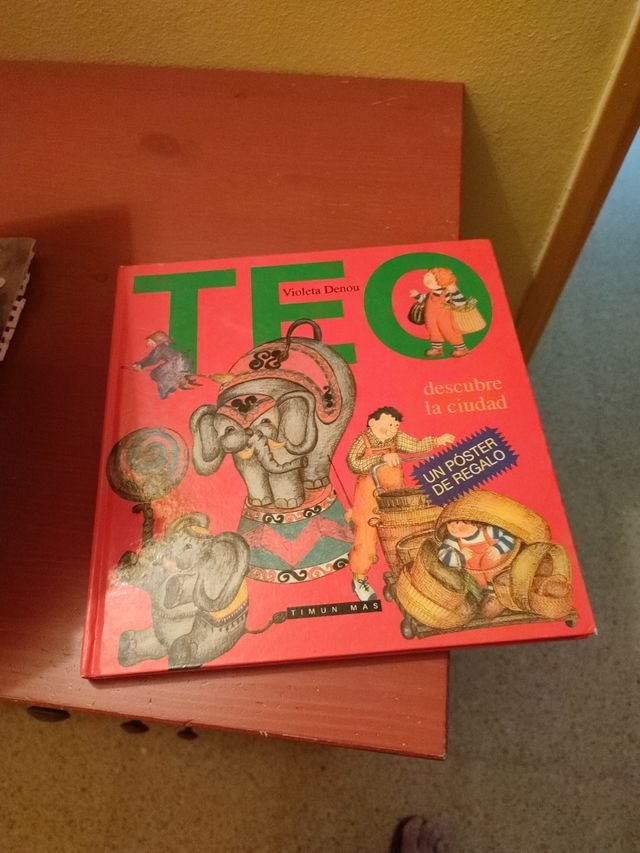 TEO
Violeta Denou
descubre
la ciudad
UN PÓSTER
DE REGALO
TIMUN MAS